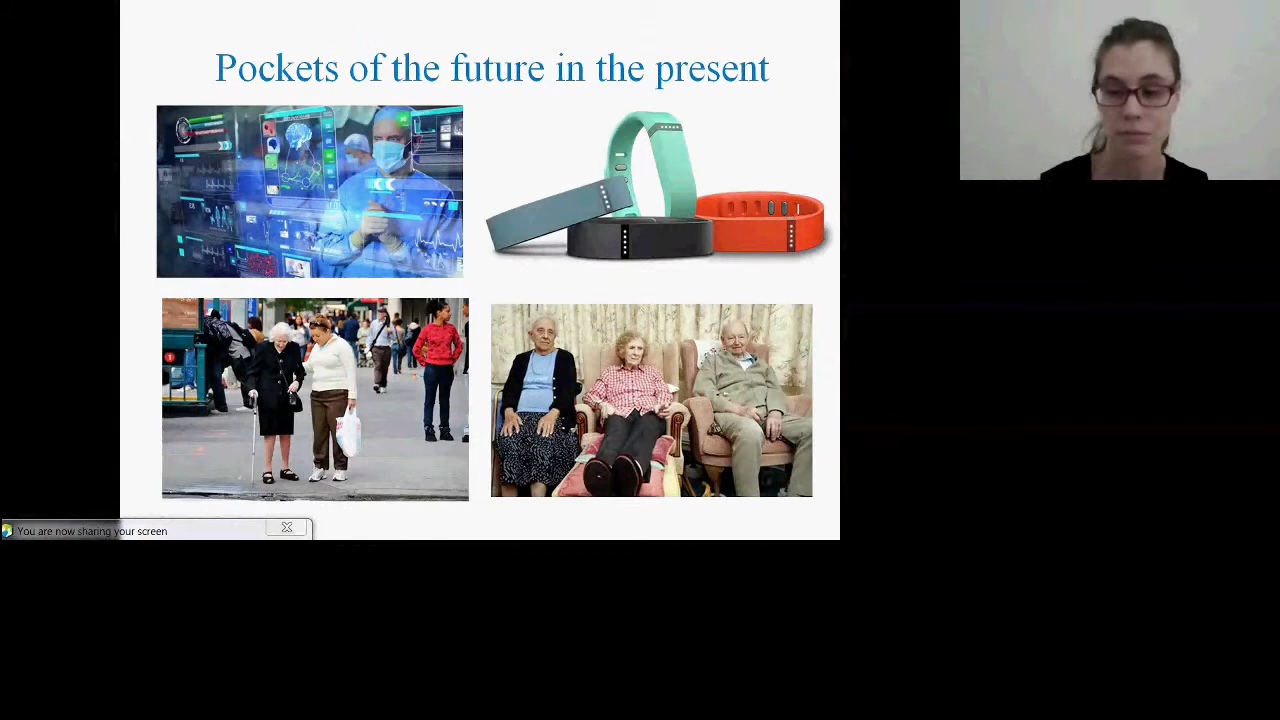 Pockets of the future in the present
You are now sharing your screen